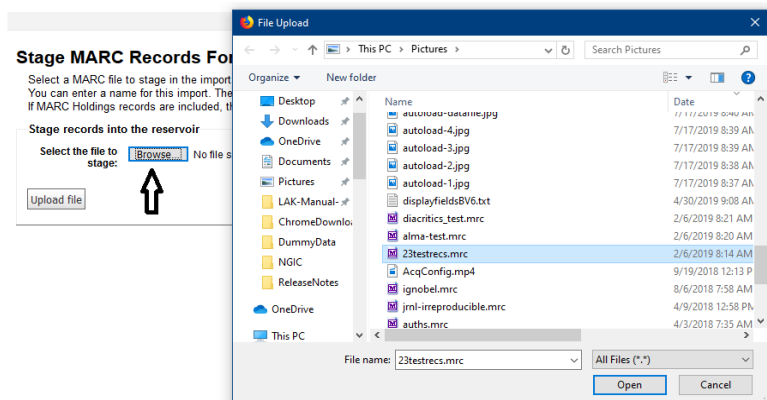 File Upload
This PC > Pictures >
Search Pictures
Organize
New folder
Stage MARC Records For
Select a MARC file to stage in the import
You can enter a name for this import. The
If MARC Holdings records are included, th
Stage records into the reservoir
Select the file to stage:
Browse...
No file s
Upload file
Desktop
Downloads
OneDrive
Documents
Pictures
LAK-Manual-
ChromeDownlo
DummyData
NGIC
ReleaseNotes
OneDrive
This PC
Name Date
autoload-datafile.jpg 7/17/2019 8:40 AM
autoload-4.jpg 7/17/2019 8:39 AM
autoload-3.jpg 7/17/2019 8:39 AM
autoload-2.jpg 7/17/2019 8:38 AM
autoload-1.jpg 7/17/2019 8:37 AM
displayfieldsBV6.txt 4/30/2019 9:08 AM
diacritics_test.mrc 2/6/2019 8:21 AM
alma-test.mrc 2/6/2019 8:20 AM
23testrecs.mrc 2/6/2019 8:14 AM
AcqConfig.mp4 9/19/2018 12:13 P
ignobel.mrc 8/6/2018 7:58 AM
jrnl-irreproducible.mrc 4/9/2018 12:58 PM
auths.mrc 4/3/2018 7:35 AM
File name: 23testrecs.mrc
All Files (*.*)
Open
Cancel